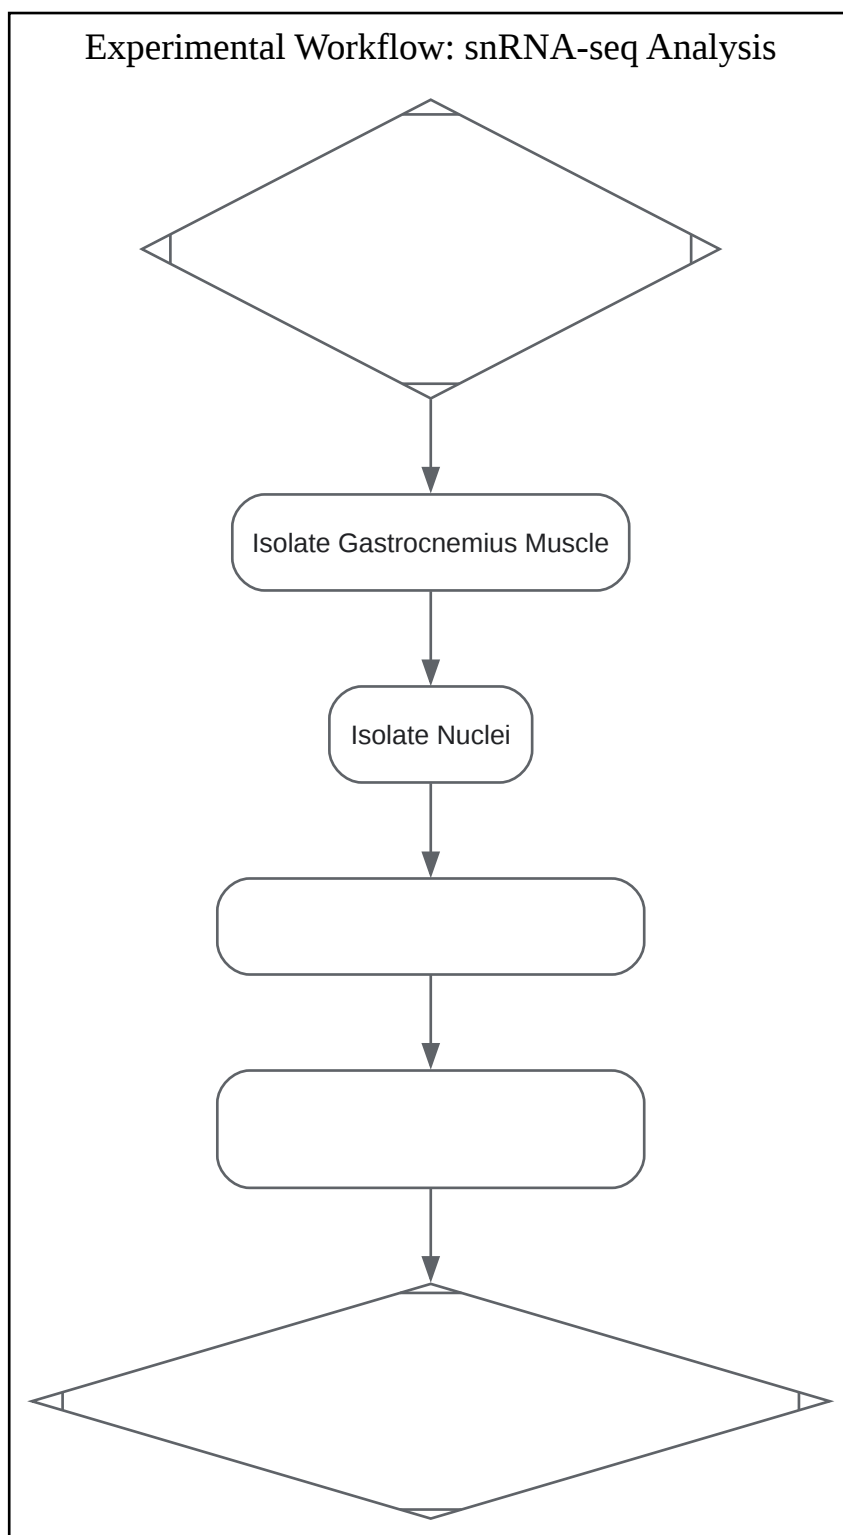 Experimental Workflow: snRNA-seq Analysis
Isolate Gastrocnemius Muscle
Isolate Nuclei